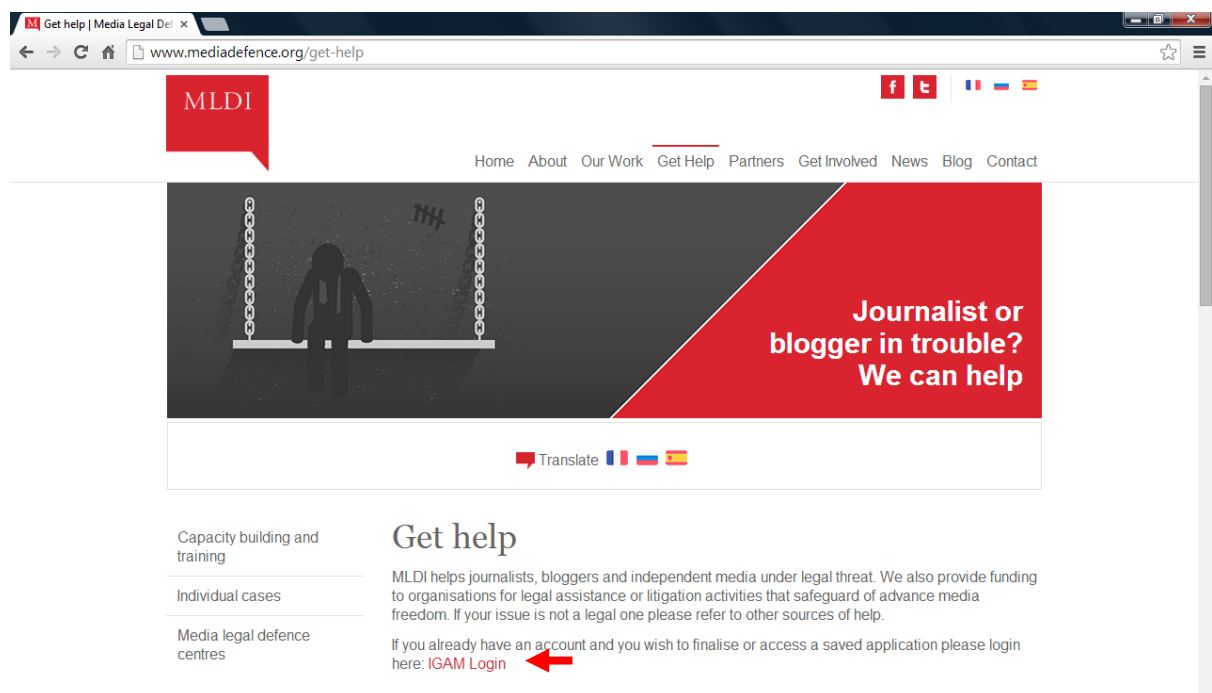 Get help | Media Legal Def
www.mediadefence.org/get-help
MLDI
Home About Our Work Get Help Partners Get Involved News Blog Contact
Journalist or
blogger in trouble?
We can help
Translate
Capacity building and
training
Individual cases
Media legal defence
centres
Get help
MLDI helps journalists, bloggers and independent media under legal threat. We also provide funding
to organisations for legal assistance or litigation activities that safeguard of advance media
freedom. If your issue is not a legal one please refer to other sources of help.
If you already have an account and you wish to finalise or access a saved application please login
here: IGAM Login